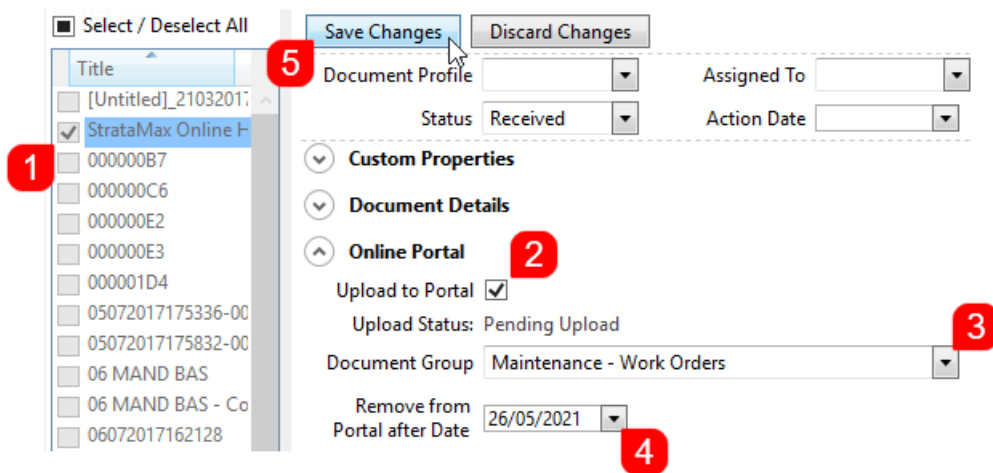 Select / Deselect All
Title
[Untitled]_21032017
StrataMax Online H
000000B7
000000C6
000000E2
000000E3
000001D4
05072017175336-00
05072017175832-00
06 MAND BAS
06 MAND BAS - Co
06072017162128
1
Save Changes Discard Changes
5
Document Profile Assigned To
Status Received Action Date
Custom Properties
Document Details
Online Portal
2
Upload to Portal
Upload Status: Pending Upload
3
Document Group Maintenance - Work Orders
Remove from
Portal after Date 26/05/2021
4